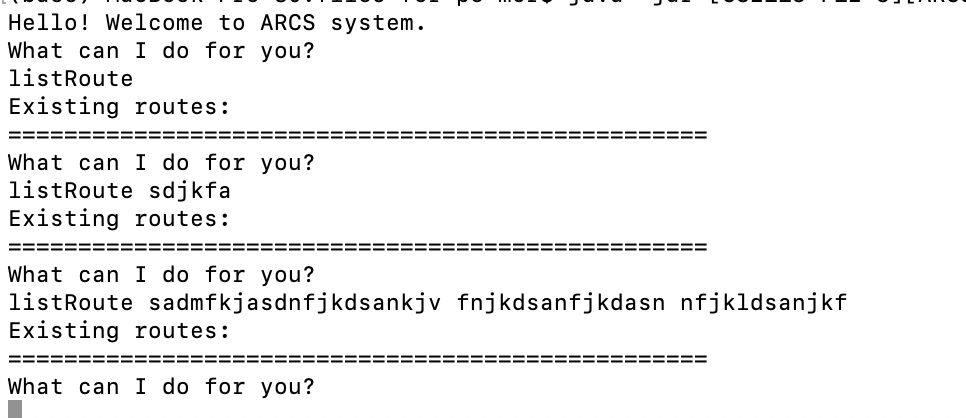 Hello! Welcome to ARCS system.
What can I do for you?
listRoute
Existing routes:
==================================================
What can I do for you?
listRoute sdjkfa
Existing routes:
==================================================
What can I do for you?
listRoute sadmfkjasdnfjkdsankjv fnjkdsanfjkdasn nfjkldsanjkf
Existing routes:
==================================================
What can I do for you?